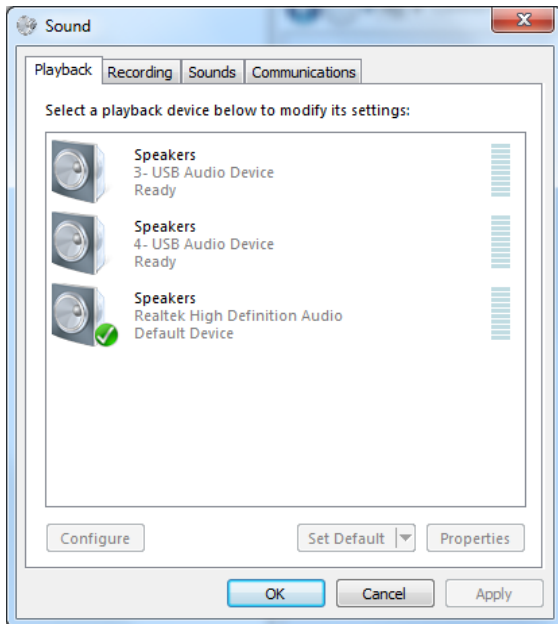 Sound
Playback Recording Sounds Communications
Select a playback device below to modify its settings:
Speakers
3- USB Audio Device
Ready
Speakers
4- USB Audio Device
Ready
Speakers
Realtek High Definition Audio
Default Device
Configure Set Default Properties
OK Cancel Apply